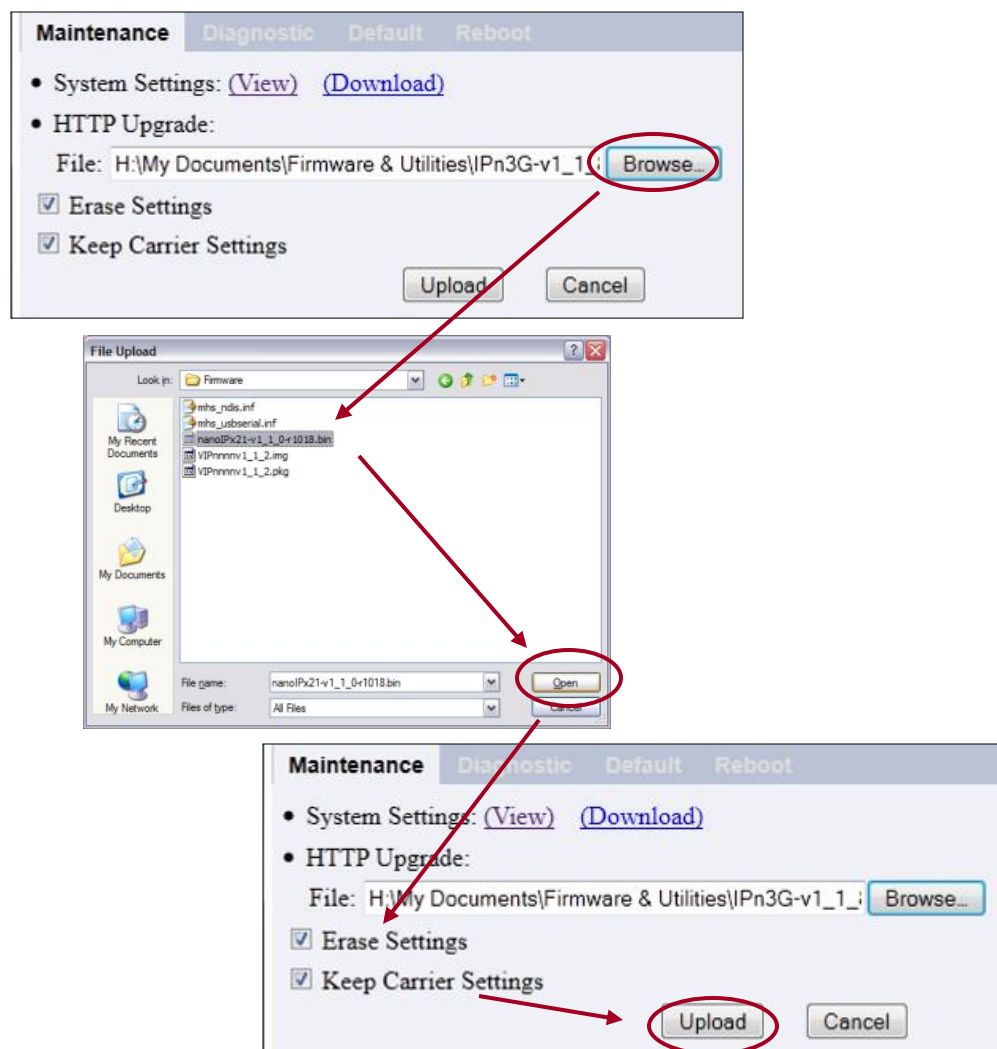 Maintenance Diagnostic Default Reboot
• System Settings: (View) (Download)
• HTTP Upgrade:
File: H:\My Documents\Firmware & Utilities\IPn3G-v1_1_ Browse...
Erase Settings
Keep Carrier Settings
Upload Cancel
File Upload
Look in: Firmware
mhs_ndis.inf
mhs_usbserial.inf
nanoIPx21-v1_1_0-r1018.bin
VIPnnnnv1_1_2.img
VIPnnnnv1_1_2.pkg
My Recent
Documents
Desktop
My Documents
My Computer
My Network
File name: nanoIPx21-v1_1_0-r1018.bin Open
Files of type: All Files Cancel
Maintenance Diagnostic Default Reboot
• System Settings: (View) (Download)
• HTTP Upgrade:
File: H:\My Documents\Firmware & Utilities\IPn3G-v1_1_ Browse...
Erase Settings
Keep Carrier Settings
Upload Cancel